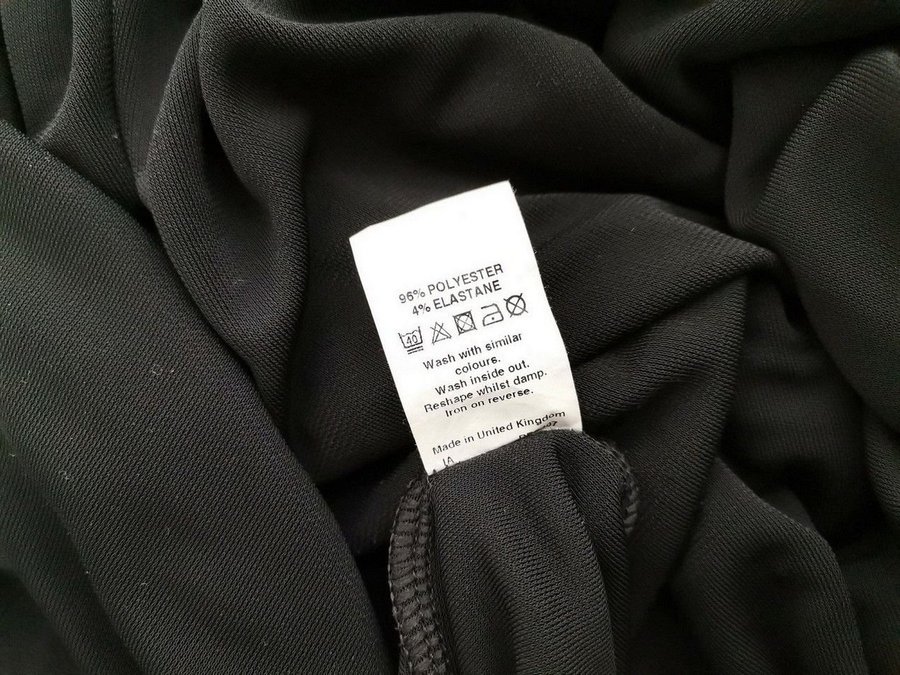 96% POLYESTER
4% ELASTANE
40
Wash with similar
colours.
Wash inside out.
Reshape whilst damp.
Iron on reverse.
Made in United Kingdom